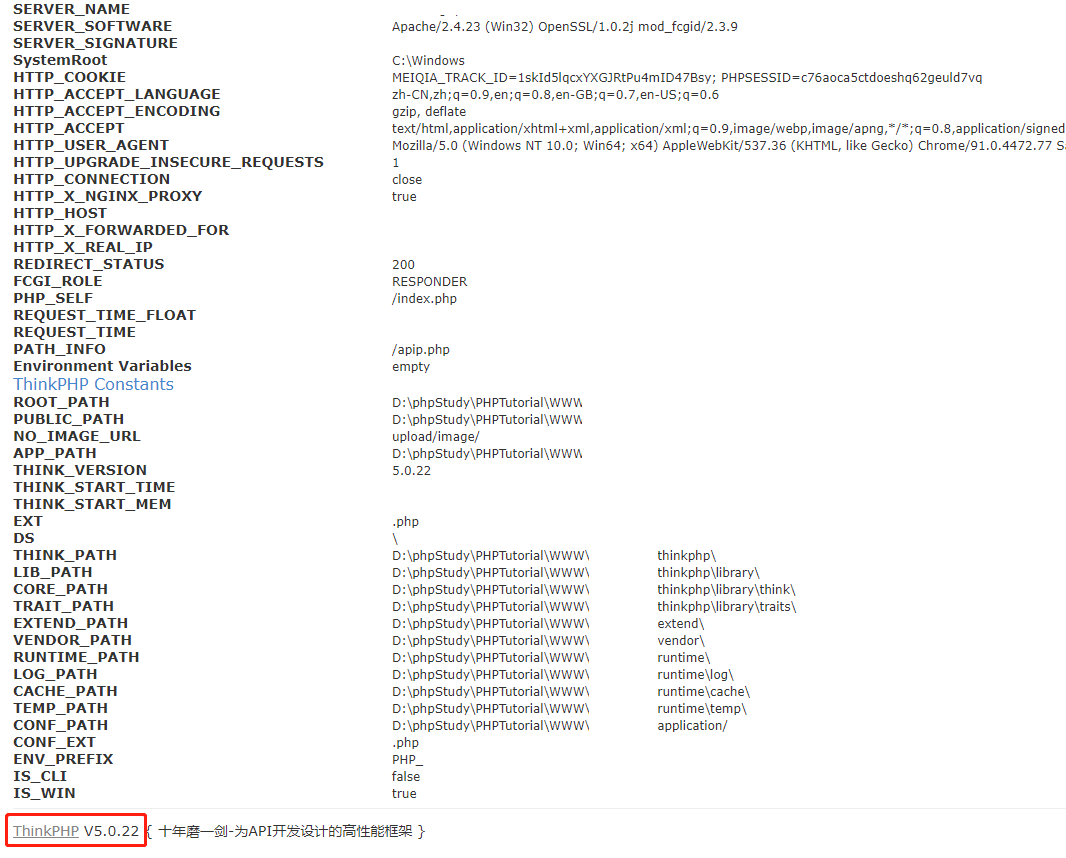 SERVER_NAME
SERVER_SOFTWARE Apache/2.4.23 (Win32) OpenSSL/1.0.2j mod_fcgid/2.3.9
SERVER_SIGNATURE
SystemRoot C:\Windows
HTTP_COOKIE MEIQIA_TRACK_ID=1skId5lqcxYXGJRtPu4mID47Bsy; PHPSESSID=c76aoca5ctdoeshq62geuld7vq
HTTP_ACCEPT_LANGUAGE zh-CN,zh;q=0.9,en;q=0.8,en-GB;q=0.7,en-US;q=0.6
HTTP_ACCEPT_ENCODING gzip, deflate
HTTP_ACCEPT text/html,application/xhtml+xml,application/xml;q=0.9,image/webp,image/apng,*/*;q=0.8,application/signed
HTTP_USER_AGENT Mozilla/5.0 (Windows NT 10.0; Win64; x64) AppleWebKit/537.36 (KHTML, like Gecko) Chrome/91.0.4472.77 Sa
HTTP_UPGRADE_INSECURE_REQUESTS 1
HTTP_CONNECTION close
HTTP_X_NGINX_PROXY true
HTTP_HOST
HTTP_X_FORWARDED_FOR
HTTP_X_REAL_IP
REDIRECT_STATUS 200
FCGI_ROLE RESPONDER
PHP_SELF /index.php
REQUEST_TIME_FLOAT
REQUEST_TIME
PATH_INFO /apip.php
Environment Variables empty
ThinkPHP Constants
ROOT_PATH D:\phpStudy\PHPTutorial\WWW
PUBLIC_PATH D:\phpStudy\PHPTutorial\WWW
NO_IMAGE_URL upload/image/
APP_PATH D:\phpStudy\PHPTutorial\WWW
THINK_VERSION 5.0.22
THINK_START_TIME
THINK_START_MEM
EXT .php
DS \
THINK_PATH D:\phpStudy\PHPTutorial\WWW\ thinkphp\
LIB_PATH D:\phpStudy\PHPTutorial\WWW\ thinkphp\library\
CORE_PATH D:\phpStudy\PHPTutorial\WWW\ thinkphp\library\think\
TRAIT_PATH D:\phpStudy\PHPTutorial\WWW\ thinkphp\library\traits\
EXTEND_PATH D:\phpStudy\PHPTutorial\WWW\ extend\
VENDOR_PATH D:\phpStudy\PHPTutorial\WWW\ vendor\
RUNTIME_PATH D:\phpStudy\PHPTutorial\WWW\ runtime\
LOG_PATH D:\phpStudy\PHPTutorial\WWW\ runtime\log\
CACHE_PATH D:\phpStudy\PHPTutorial\WWW\ runtime\cache\
TEMP_PATH D:\phpStudy\PHPTutorial\WWW\ runtime\temp\
CONF_PATH D:\phpStudy\PHPTutorial\WWW\ application/
CONF_EXT .php
ENV_PREFIX PHP_
IS_CLI false
IS_WIN true
ThinkPHP V5.0.22 { 十年磨一剑-为API开发设计的高性能框架 }